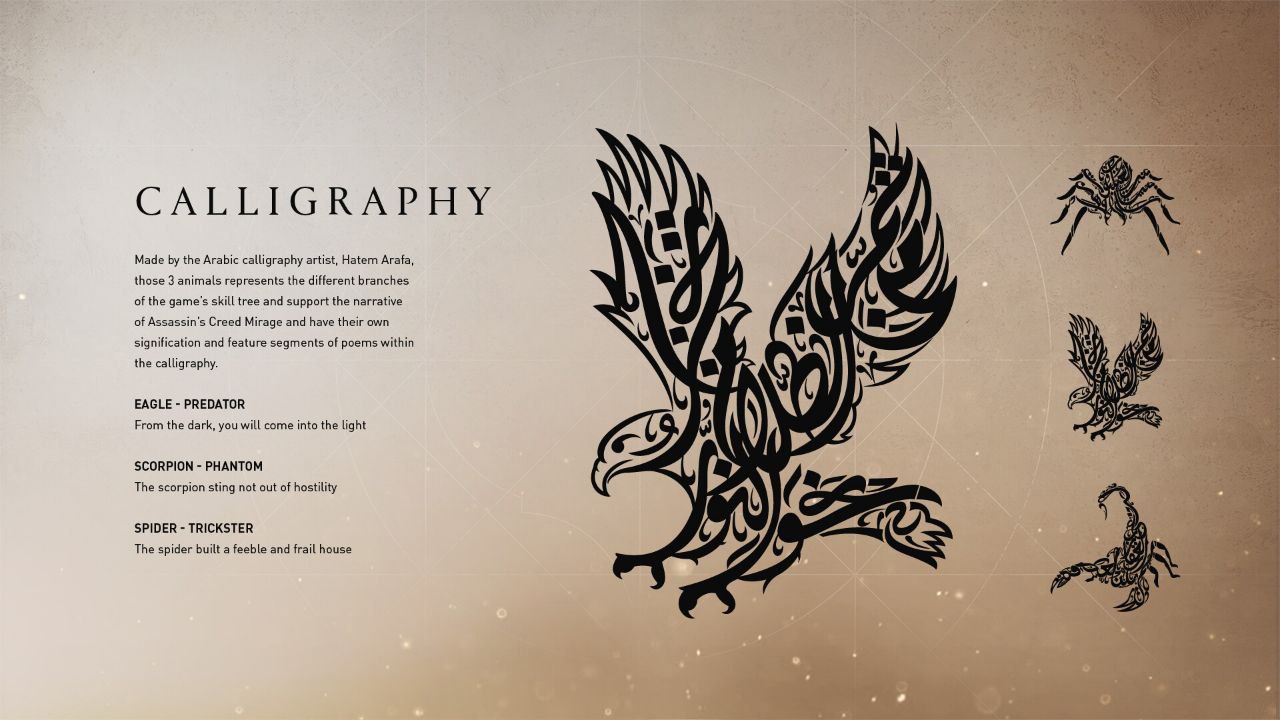 CALLIGRAPHY
Made by the Arabic calligraphy artist, Hatem Arafa,
those 3 animals represents the different branches
of the game's skill tree and support the narrative
of Assassin's Creed Mirage and have their own
signification and feature segments of poems within
the calligraphy.
EAGLE - PREDATOR
From the dark, you will come into the light
SCORPION - PHANTOM
The scorpion sting not out of hostility
SPIDER - TRICKSTER
The spider built a feeble and frail house